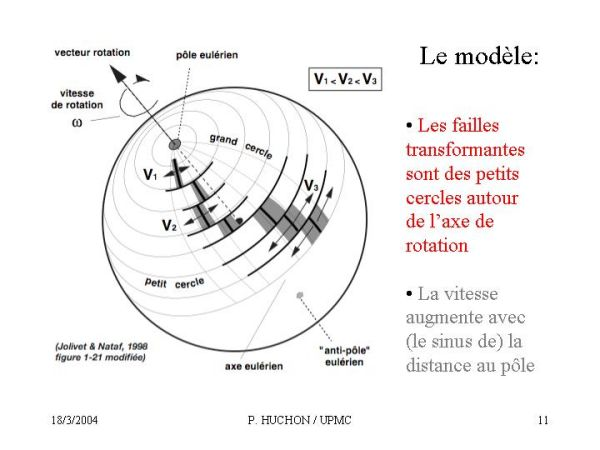 Le modèle:
vecteur rotation
pôle eulérien
vitesse
de rotation
ω
V1 < V2 < V3
grand cercle
V1
V2
V3
petit cercle
(Jolivet & Nataf, 1998
figure 1-21 modifiée)
axe eulérien
"anti-pôle"
eulérien
• Les failles
transformantes
sont des petits
cercles autour
de l'axe de
rotation
• La vitesse
augmente avec
(le sinus de) la
distance au pôle
18/3/2004
P. HUCHON / UPMC
11